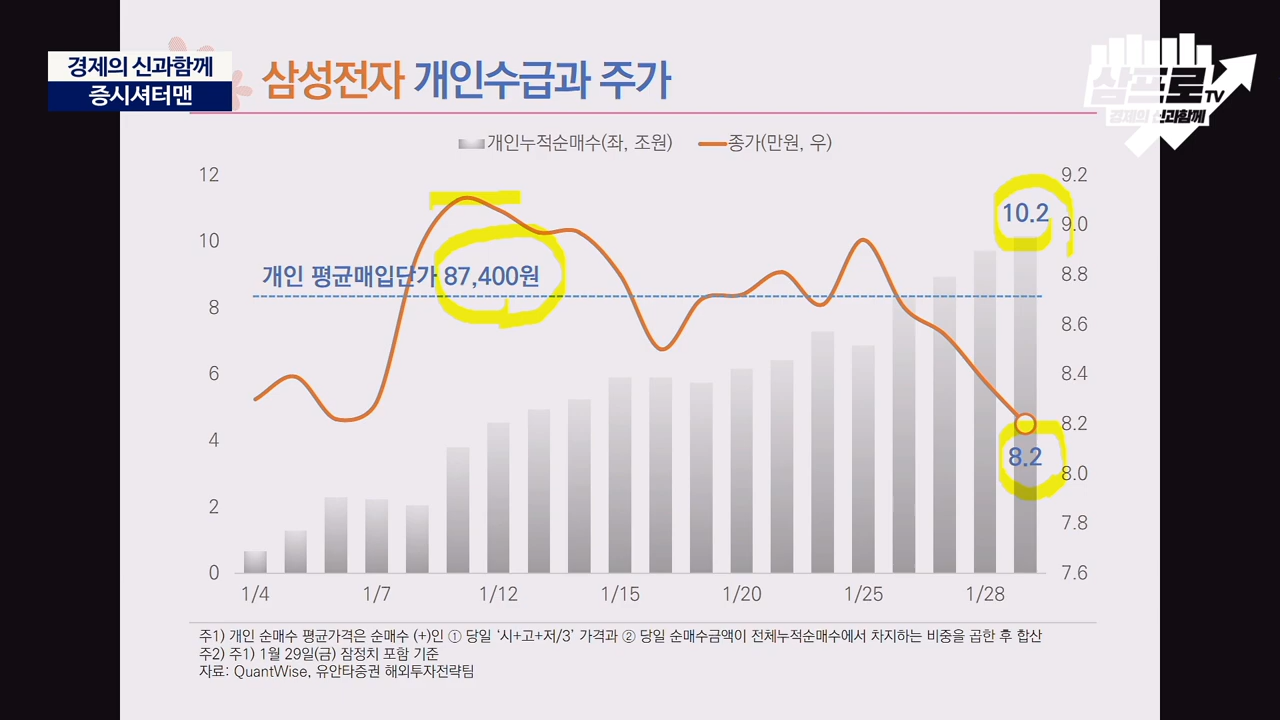 경제의 신과함께
증시셔터맨
삼성전자 개인수급과 주가
삼프로TV
경제의 신과함께
개인누적순매수(좌, 조원) 종가(만원, 우)
12 9.2
10.2
10 9.0
개인 평균매입단가 87,400원 8.8
8 8.6
6 8.4
8.2
4 8.2
8.0
2 7.8
0 7.6
1/4 1/7 1/12 1/15 1/20 1/25 1/28
주1) 개인 순매수 평균가격은 순매수 (+)인 ① 당일 ‘시+고+저/3’ 가격과 ② 당일 순매수금액이 전체누적순매수에서 차지하는 비중을 곱한 후 합산
주2) 주1) 1월 29일(금) 잠정치 포함 기준
자료: QuantWise, 유안타증권 해외투자전략팀